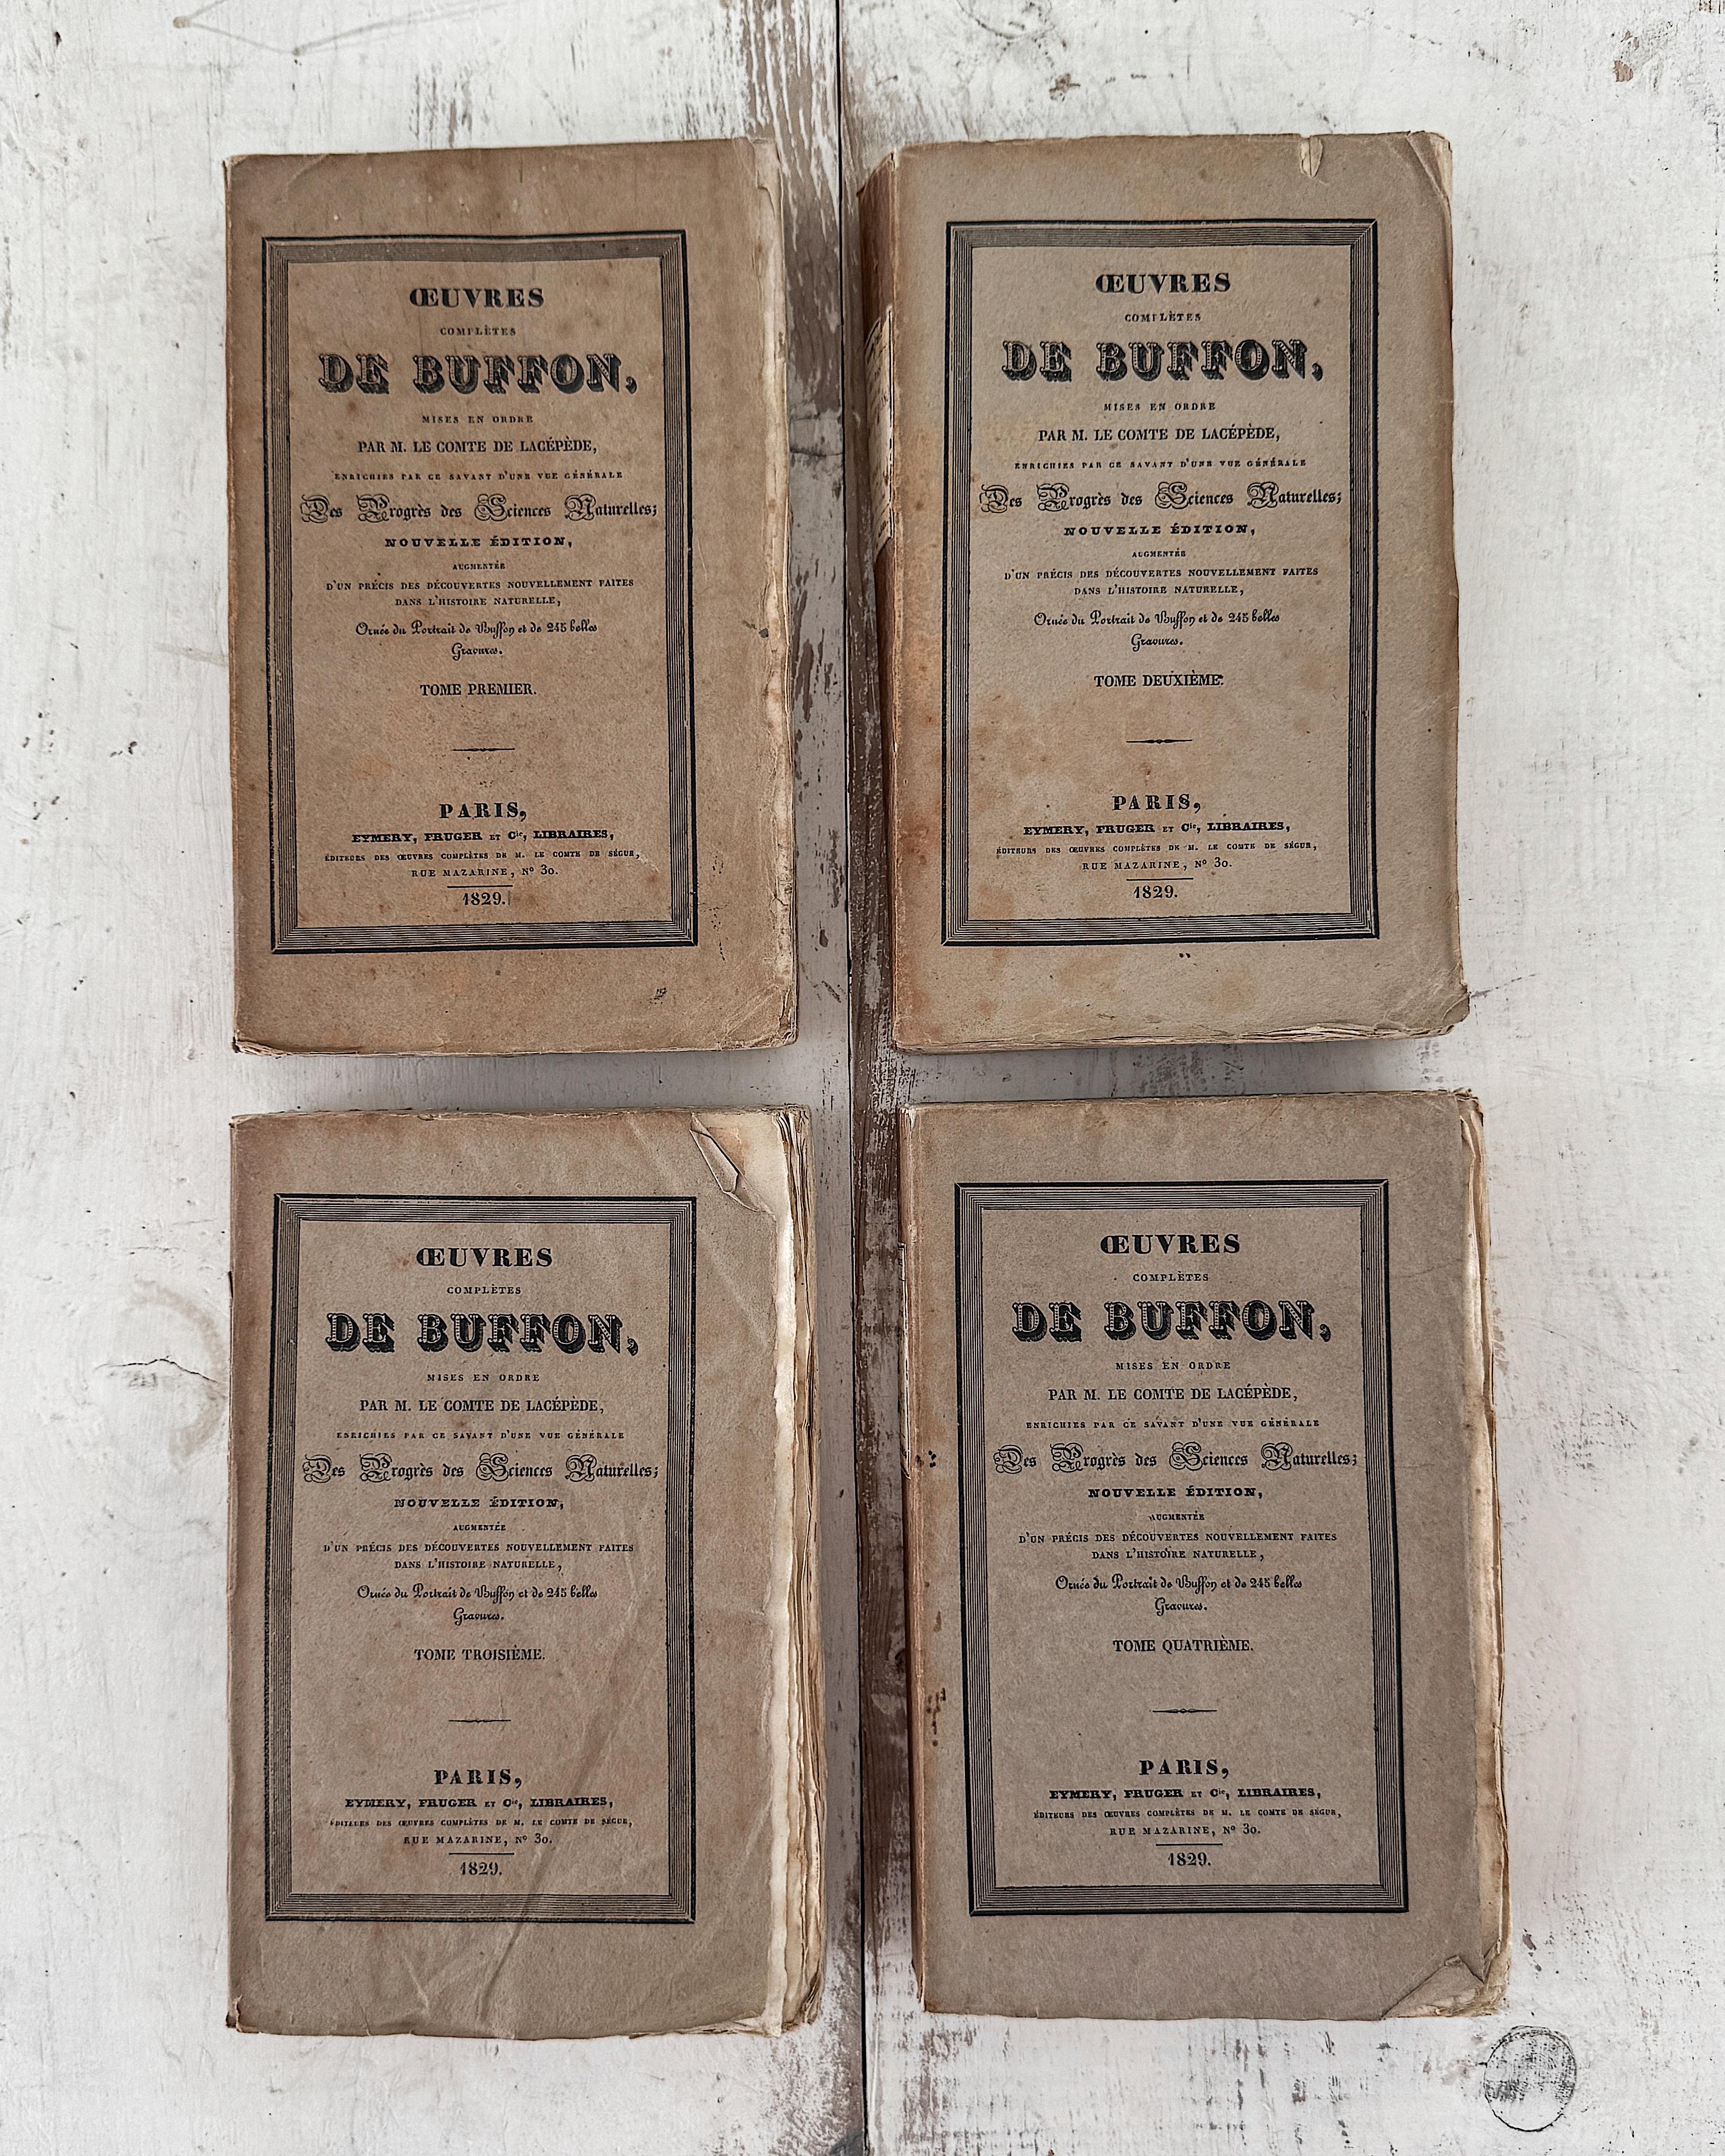 ŒUVRES
COMPLÈTES
DE BUFFON,
MISES EN ORDRE
PAR M. LE COMTE DE LACÉPÈDE,
ENRICHIES PAR CE SAVANT D'UNE VUE GÉNÉRALE
Des Progrès des Sciences Naturelles;
NOUVELLE ÉDITION,
AUGMENTÉE
D'UN PRÉCIS DES DÉCOUVERTES NOUVELLEMENT FAITES
DANS L'HISTOIRE NATURELLE,
Ornée du Portrait de Buffon et de 245 belles
Gravures.
TOME PREMIER.
PARIS,
EYMERY, FRUGER ET Cie, LIBRAIRES,
ÉDITEURS DES ŒUVRES COMPLÈTES DE M. LE COMTE DE SÉGUR,
RUE MAZARINE, Nº 30.
1829.
ŒUVRES
COMPLÈTES
DE BUFFON,
MISES EN ORDRE
PAR M. LE COMTE DE LACÉPÈDE,
ENRICHIES PAR CE SAVANT D'UNE VUE GÉNÉRALE
Des Progrès des Sciences Naturelles;
NOUVELLE ÉDITION,
AUGMENTÉE
D'UN PRÉCIS DES DÉCOUVERTES NOUVELLEMENT FAITES
DANS L'HISTOIRE NATURELLE,
Ornée du Portrait de Buffon et de 245 belles
Gravures.
TOME DEUXIÈME.
PARIS,
EYMERY, FRUGER ET Cie, LIBRAIRES,
ÉDITEURS DES ŒUVRES COMPLÈTES DE M. LE COMTE DE SÉGUR,
RUE MAZARINE, Nº 30.
1829.
ŒUVRES
COMPLÈTES
DE BUFFON,
MISES EN ORDRE
PAR M. LE COMTE DE LACÉPÈDE,
ENRICHIES PAR CE SAVANT D'UNE VUE GÉNÉRALE
Des Progrès des Sciences Naturelles;
NOUVELLE ÉDITION,
AUGMENTÉE
D'UN PRÉCIS DES DÉCOUVERTES NOUVELLEMENT FAITES
DANS L'HISTOIRE NATURELLE,
Ornée du Portrait de Buffon et de 245 belles
Gravures.
TOME TROISIÈME.
PARIS,
EYMERY, FRUGER ET Cie, LIBRAIRES,
ÉDITEURS DES ŒUVRES COMPLÈTES DE M. LE COMTE DE SÉGUR,
RUE MAZARINE, Nº 30.
1829.
ŒUVRES
COMPLÈTES
DE BUFFON,
MISES EN ORDRE
PAR M. LE COMTE DE LACÉPÈDE,
ENRICHIES PAR CE SAVANT D'UNE VUE GÉNÉRALE
Des Progrès des Sciences Naturelles;
NOUVELLE ÉDITION,
AUGMENTÉE
D'UN PRÉCIS DES DÉCOUVERTES NOUVELLEMENT FAITES
DANS L'HISTOIRE NATURELLE,
Ornée du Portrait de Buffon et de 245 belles
Gravures.
TOME QUATRIÈME.
PARIS,
EYMERY, FRUGER ET Cie, LIBRAIRES,
ÉDITEURS DES ŒUVRES COMPLÈTES DE M. LE COMTE DE SÉGUR,
RUE MAZARINE, Nº 30.
1829.